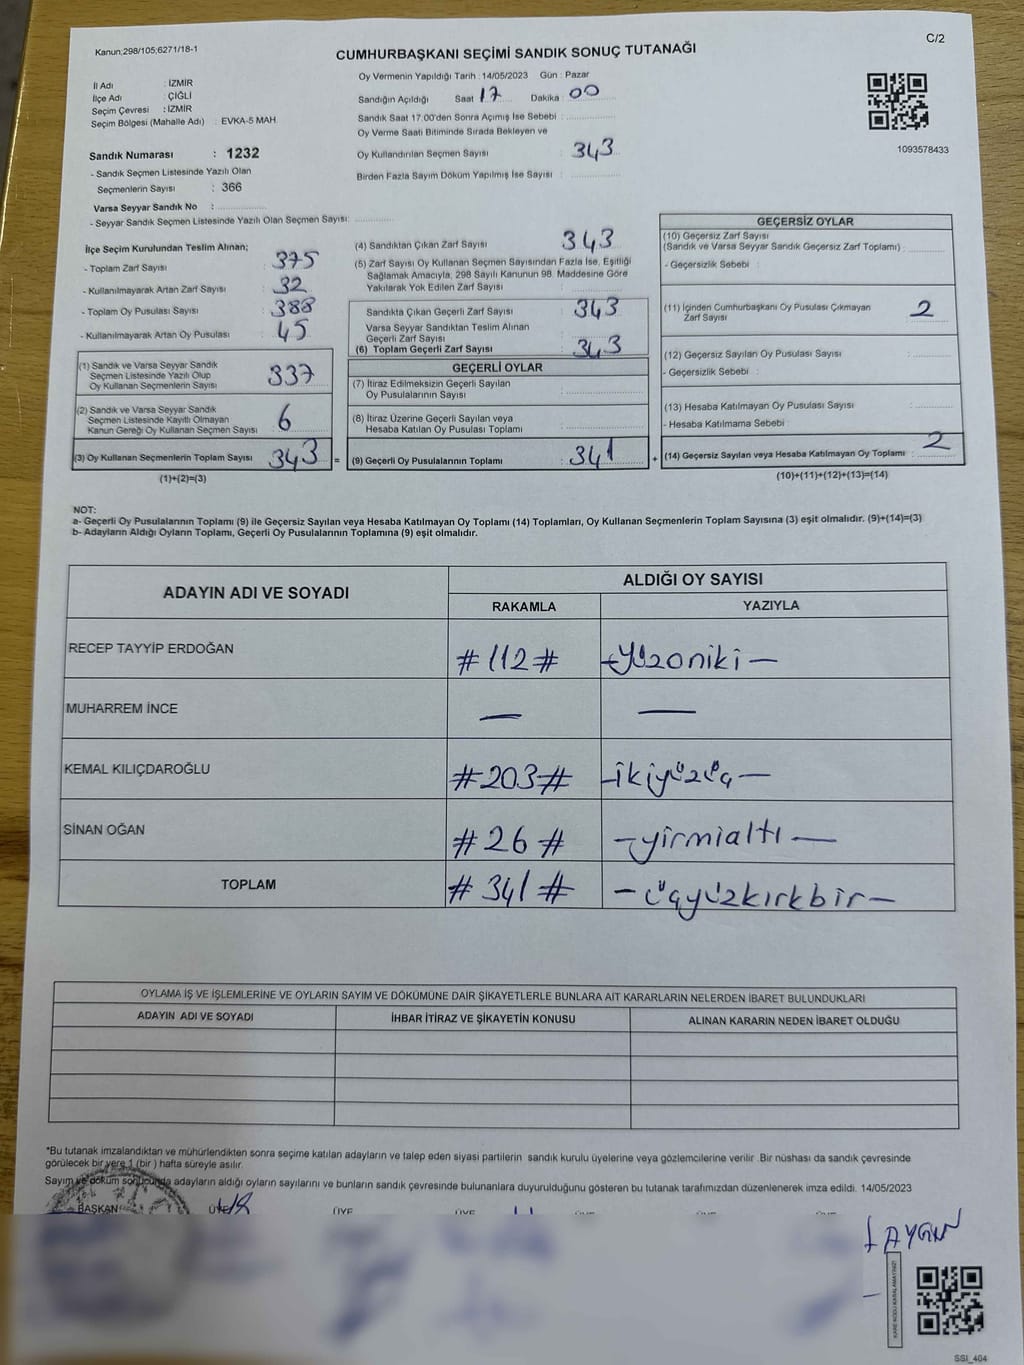 Kanun:298/105;6271/18-1
C/2
CUMHURBAŞKANI SEÇİMİ SANDIK SONUÇ TUTANAĞI
İl Adı : İZMİR
İlçe Adı : ÇİĞLİ
Seçim Çevresi : İZMİR
Seçim Bölgesi (Mahalle Adı) : EVKA-5 MAH.
Sandık Numarası : 1232
- Sandık Seçmen Listesinde Yazılı Olan
Seçmenlerin Sayısı : 366
Varsa Seyyar Sandık No :
- Seyyar Sandık Seçmen Listesinde Yazılı Olan Seçmen Sayısı:
Oy Vermenin Yapıldığı Tarih : 14/05/2023 Gün : Pazar
Sandığın Açıldığı Saat 17 Dakika : 00
Sandık Saat 17.00'den Sonra Açımış İse Sebebi :
Oy Verme Saati Bitiminde Sırada Bekleyen ve
Oy Kullandırılan Seçmen Sayısı : 343
Birden Fazla Sayım Döküm Yapılmış İse Sayısı :
1093578433
İlçe Seçim Kurulundan Teslim Alınan;
- Toplam Zarf Sayısı : 375
- Kullanılmayarak Artan Zarf Sayısı : 32
- Toplam Oy Pusulası Sayısı : 388
- Kullanılmayarak Artan Oy Pusulası : 45
(1) Sandık ve Varsa Seyyar Sandık
Seçmen Listesinde Yazılı Olup
Oy Kullanan Seçmenlerin Sayısı : 337
(2) Sandık ve Varsa Seyyar Sandık
Seçmen Listesinde Kayıtlı Olmayan
Kanun Gereği Oy Kullanan Seçmen Sayısı : 6
(3) Oy Kullanan Seçmenlerin Toplam Sayısı : 343 =
(1)+(2)=(3)
(4) Sandıktan Çıkan Zarf Sayısı : 343
(5) Zarf Sayısı Oy Kullanan Seçmen Sayısından Fazla İse, Eşitliği
Sağlamak Amacıyla, 298 Sayılı Kanunun 98. Maddesine Göre
Yakılarak Yok Edilen Zarf Sayısı :
Sandıkta Çıkan Geçerli Zarf Sayısı : 343
Varsa Seyyar Sandıktan Teslim Alınan
Geçerli Zarf Sayısı :
(6) Toplam Geçerli Zarf Sayısı : 343
GEÇERLİ OYLAR
(7) İtiraz Edilmeksizin Geçerli Sayılan
Oy Pusulalarının Sayısı :
(8) İtiraz Üzerine Geçerli Sayılan veya
Hesaba Katılan Oy Pusulası Toplamı :
(9) Geçerli Oy Pusulalarının Toplamı : 341 +
GEÇERSİZ OYLAR
(10) Geçersiz Zarf Sayısı
(Sandık ve Varsa Seyyar Sandık Geçersiz Zarf Toplamı) :
- Geçersizlik Sebebi :
(11) İçinden Cumhurbaşkanı Oy Pusulası Çıkmayan
Zarf Sayısı : 2
(12) Geçersiz Sayılan Oy Pusulası Sayısı :
- Geçersizlik Sebebi :
(13) Hesaba Katılmayan Oy Pusulası Sayısı :
- Hesaba Katılmama Sebebi :
(14) Geçersiz Sayılan veya Hesaba Katılmayan Oy Toplamı : 2
(10)+(11)+(12)+(13)=(14)
NOT:
a- Geçerli Oy Pusulalarının Toplamı (9) ile Geçersiz Sayılan veya Hesaba Katılmayan Oy Toplamı (14) Toplamları, Oy Kullanan Seçmenlerin Toplam Sayısına (3) eşit olmalıdır. (9)+(14)=(3)
b- Adayların Aldığı Oyların Toplamı, Geçerli Oy Pusulalarının Toplamına (9) eşit olmalıdır.
ADAYIN ADI VE SOYADI
ALDIĞI OY SAYISI
RAKAMLA YAZIYLA
RECEP TAYYİP ERDOĞAN #112# -Yüzoniki-
MUHARREM İNCE — —
KEMAL KILIÇDAROĞLU #203# -ikiyüzüç-
SİNAN OĞAN #26# -yirmialtı-
TOPLAM #341# -üçyüzkırkbir-
OYLAMA İŞ VE İŞLEMLERİNE VE OYLARIN SAYIM VE DÖKÜMÜNE DAİR ŞİKAYETLERLE BUNLARA AİT KARARLARIN NELERDEN İBARET BULUNDUKLARI
ADAYIN ADI VE SOYADI İHBAR İTİRAZ VE ŞİKAYETİN KONUSU ALINAN KARARIN NEDEN İBARET OLDUĞU
*Bu tutanak imzalandıktan ve mühürlendikten sonra seçime katılan adayların ve talep eden siyasi partilerin sandık kurulu üyelerine veya gözlemcilerine verilir .Bir nüshası da sandık çevresinde
görülecek bir yere 1 (bir ) hafta süreyle asılır.
Sayım ve döküm sonucunda adayların aldığı oyların sayılarını ve bunların sandık çevresinde bulunanlara duyurulduğunu gösteren bu tutanak tarafımızdan düzenlenerek imza edildi. 14/05/2023
BAŞKAN ÜYE ÜYE ÜYE ÜYE ÜYE ÜYE
AYGÜN
KARE KODU KARALAMAYINIZ!
SSI_404